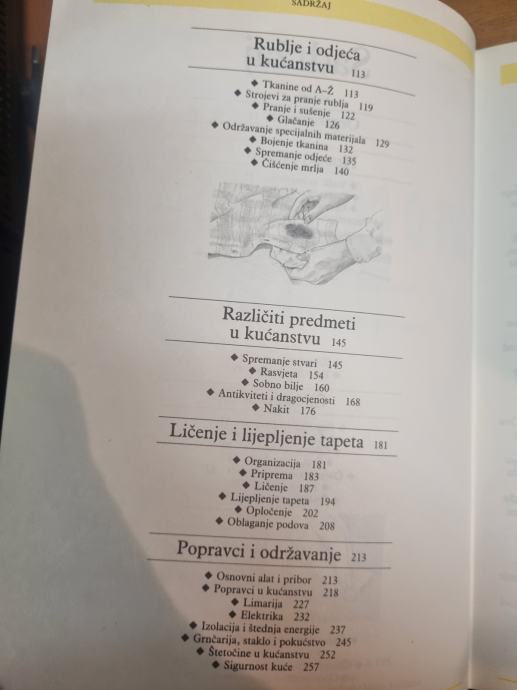 SADRŽAJ
Rublje i odjeća
u kućanstvu 113
◆ Tkanine od A–Ž 113
◆ Strojevi za pranje rublja 119
◆ Pranje i sušenje 122
◆ Glačanje 126
◆ Održavanje specijalnih materijala 129
◆ Bojenje tkanina 132
◆ Spremanje odjeće 135
◆ Čišćenje mrlja 140
Različiti predmeti
u kućanstvu 145
◆ Spremanje stvari 145
◆ Rasvjeta 154
◆ Sobno bilje 160
◆ Antikviteti i dragocjenosti 168
◆ Nakit 176
Ličenje i lijepljenje tapeta 181
◆ Organizacija 181
◆ Priprema 183
◆ Ličenje 187
◆ Lijepljenje tapeta 194
◆ Opločenje 202
◆ Oblaganje podova 208
Popravci i održavanje 213
◆ Osnovni alat i pribor 213
◆ Popravci u kućanstvu 218
◆ Limarija 227
◆ Elektrika 232
◆ Izolacija i štednja energije 237
◆ Grnčarija, staklo i pokućstvo 245
◆ Štetočine u kućanstvu 252
◆ Sigurnost kuće 257